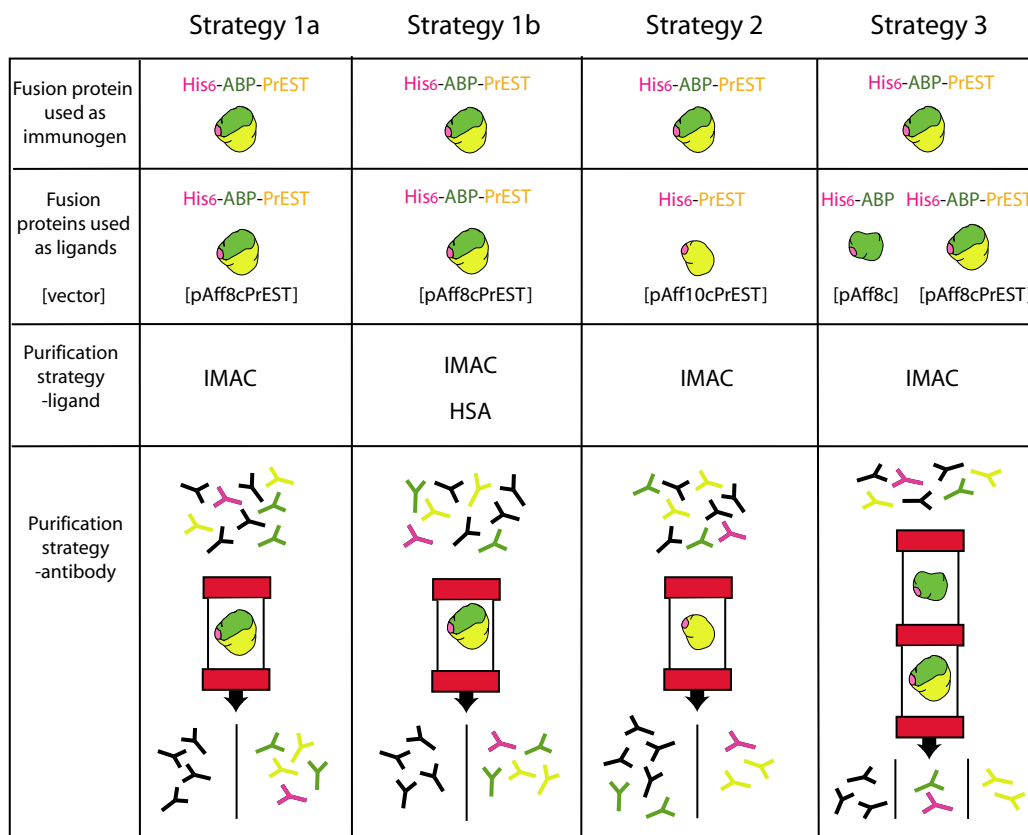 Strategy 1a Strategy 1b Strategy 2 Strategy 3
Fusion protein
used as
immunogen
His6-ABP-PrEST His6-ABP-PrEST His6-ABP-PrEST His6-ABP-PrEST
Fusion
proteins used
as ligands
[vector]
His6-ABP-PrEST His6-ABP-PrEST His6-PrEST His6-ABP His6-ABP-PrEST
[pAff8cPrEST] [pAff8cPrEST] [pAff10cPrEST] [pAff8c] [pAff8cPrEST]
Purification
strategy
-ligand
IMAC IMAC IMAC IMAC
HSA
Purification
strategy
-antibody